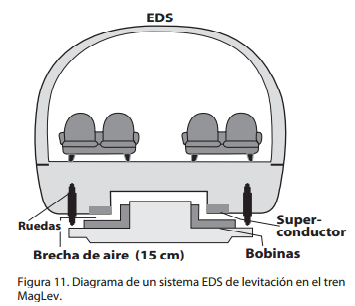 EDS
Ruedas
Super-
conductor
Brecha de aire (15 cm)
Bobinas
Figura 11. Diagrama de un sistema EDS de levitación en el tren
MagLev.